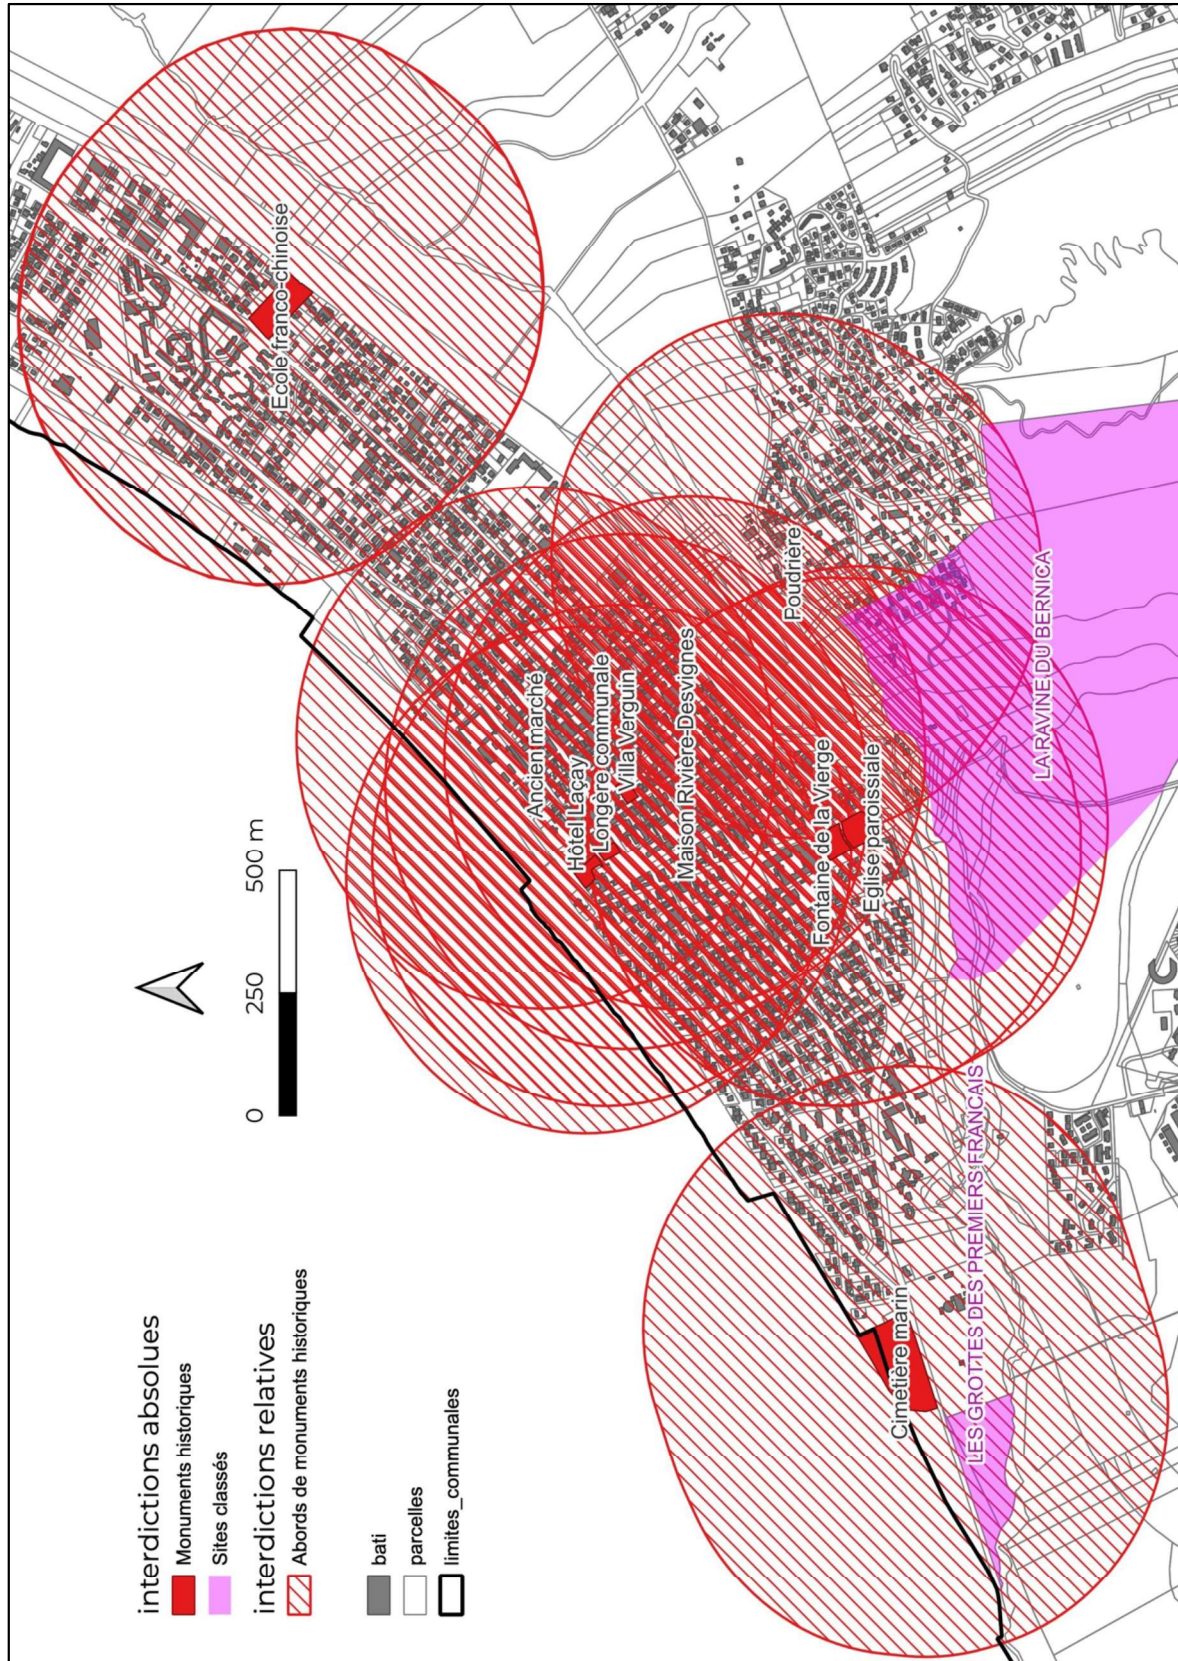 interdictions absolues
Monuments historiques
Sites classés
interdictions relatives
Abords de monuments historiques
bati
parcelles
limites_communales
0 250 500 m
Ecole franco-chinoise
Ancien marché
Hôtel Laçay
Longère communale
Villa Verguin
Maison Rivière-Desvignes
Poudrière
Fontaine de la Vierge
Eglise paroissiale
Cimetière marin
LES GROTTES DES PREMIERS FRANCAIS
LA RAVINE DU BERNICA